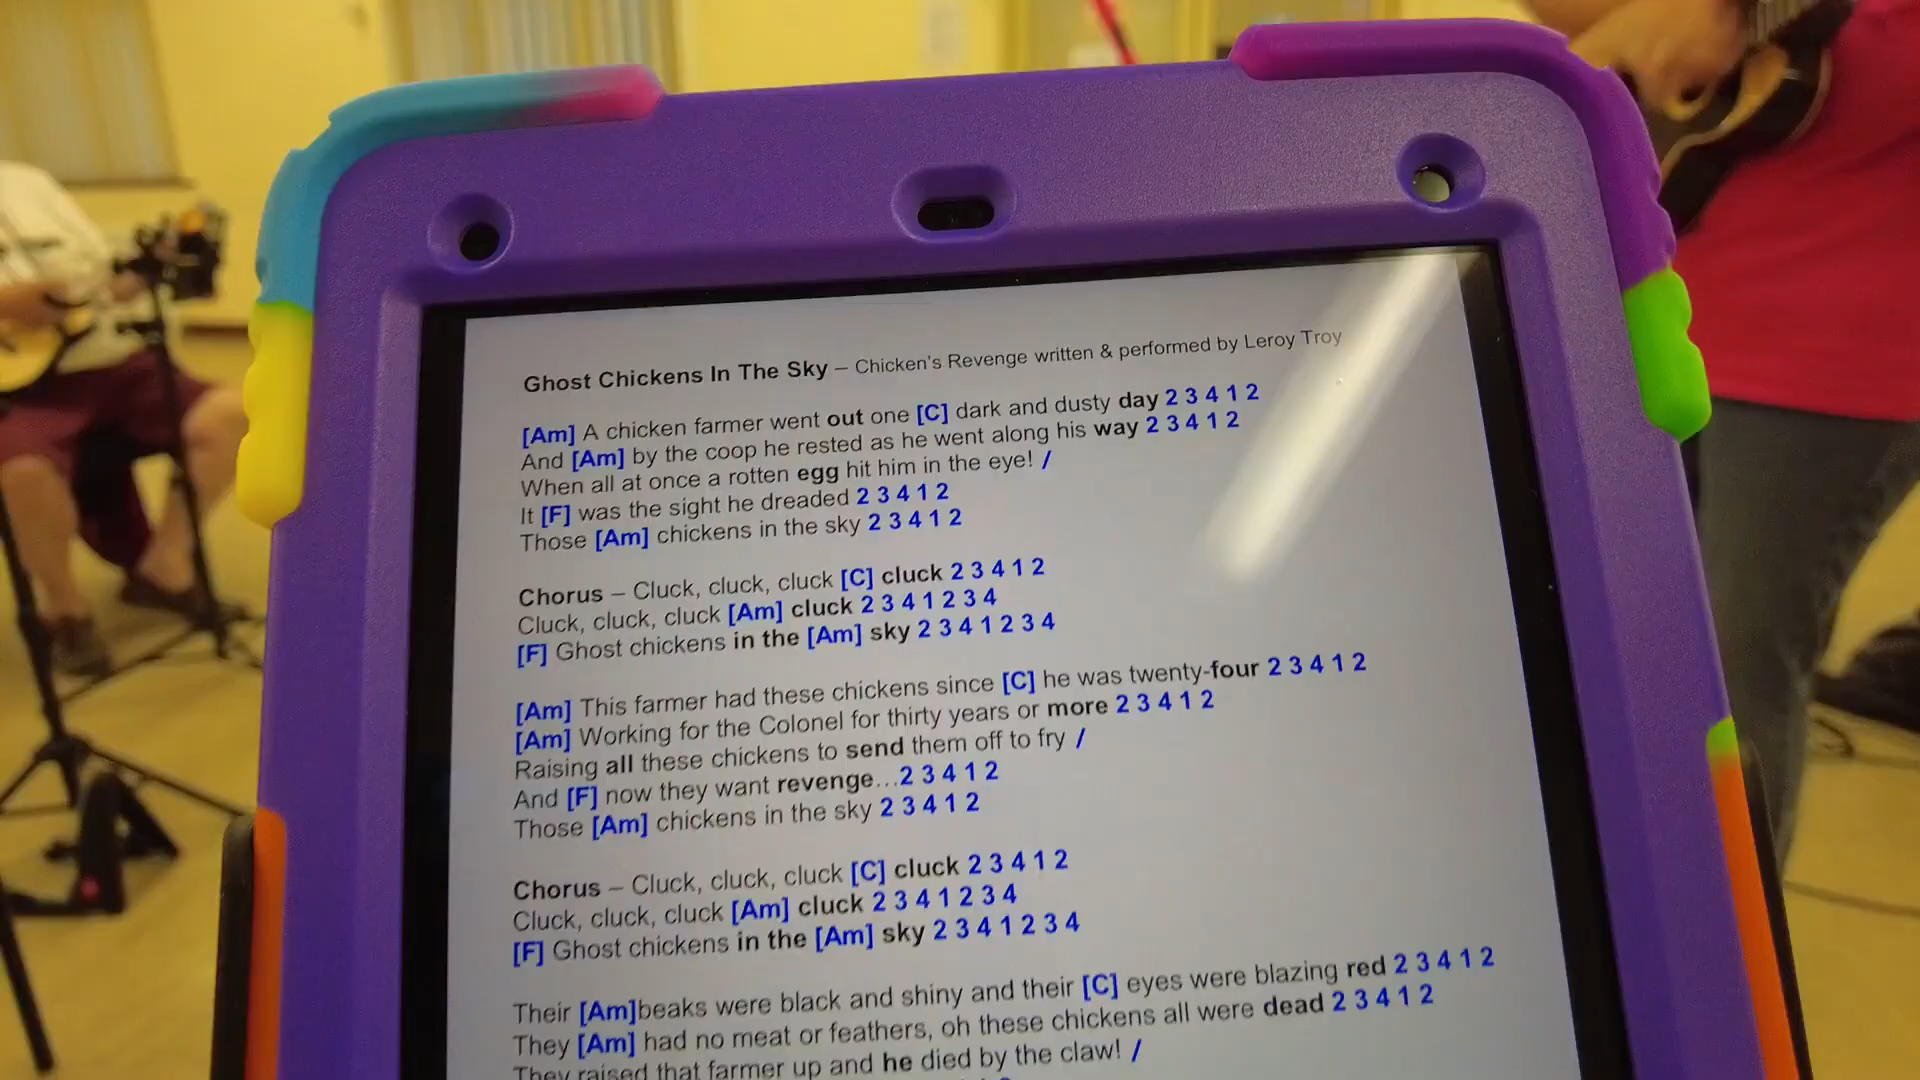 Ghost Chickens In The Sky – Chicken's Revenge written & performed by Leroy Troy
[Am] A chicken farmer went out one [C] dark and dusty day 2 3 4 1 2
And [Am] by the coop he rested as he went along his way 2 3 4 1 2
When all at once a rotten egg hit him in the eye! /
It [F] was the sight he dreaded 2 3 4 1 2
Those [Am] chickens in the sky 2 3 4 1 2
Chorus – Cluck, cluck, cluck [C] cluck 2 3 4 1 2
Cluck, cluck, cluck [Am] cluck 2 3 4 1 2 3 4
[F] Ghost chickens in the [Am] sky 2 3 4 1 2 3 4
[Am] This farmer had these chickens since [C] he was twenty-four 2 3 4 1 2
[Am] Working for the Colonel for thirty years or more 2 3 4 1 2
Raising all these chickens to send them off to fry /
And [F] now they want revenge...2 3 4 1 2
Those [Am] chickens in the sky 2 3 4 1 2
Chorus – Cluck, cluck, cluck [C] cluck 2 3 4 1 2
Cluck, cluck, cluck [Am] cluck 2 3 4 1 2 3 4
[F] Ghost chickens in the [Am] sky 2 3 4 1 2 3 4
Their [Am]beaks were black and shiny and their [C] eyes were blazing red 2 3 4 1 2
They [Am] had no meat or feathers, oh these chickens all were dead 2 3 4 1 2
They raised that farmer up and he died by the claw! /